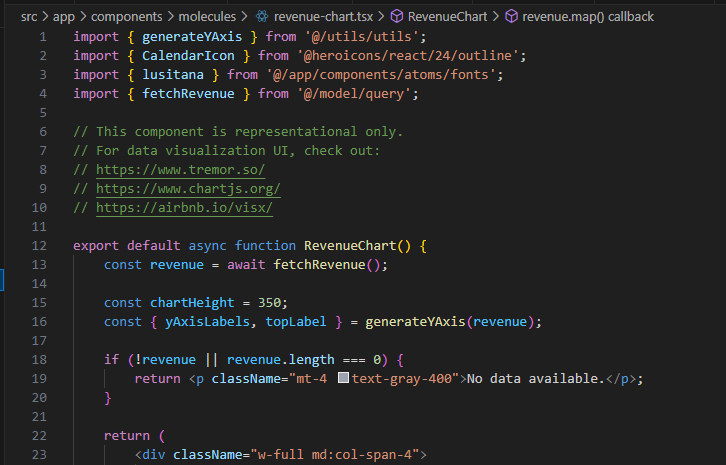 src > app > components > molecules > revenue-chart.tsx > RevenueChart > revenue.map() callback
1 import { generateYAxis } from '@/utils/utils';
2 import { CalendarIcon } from '@heroicons/react/24/outline';
3 import { lusitana } from '@/app/components/atoms/fonts';
4 import { fetchRevenue } from '@/model/query';
5
6 // This component is representational only.
7 // For data visualization UI, check out:
8 // https://www.tremor.so/
9 // https://www.chartjs.org/
10 // https://airbnb.io/visx/
11
12 export default async function RevenueChart() {
13     const revenue = await fetchRevenue();
14
15     const chartHeight = 350;
16     const { yAxisLabels, topLabel } = generateYAxis(revenue);
17
18     if (!revenue || revenue.length === 0) {
19         return <p className="mt-4 text-gray-400">No data available.</p>;
20     }
21
22     return (
23         <div className="w-full md:col-span-4">